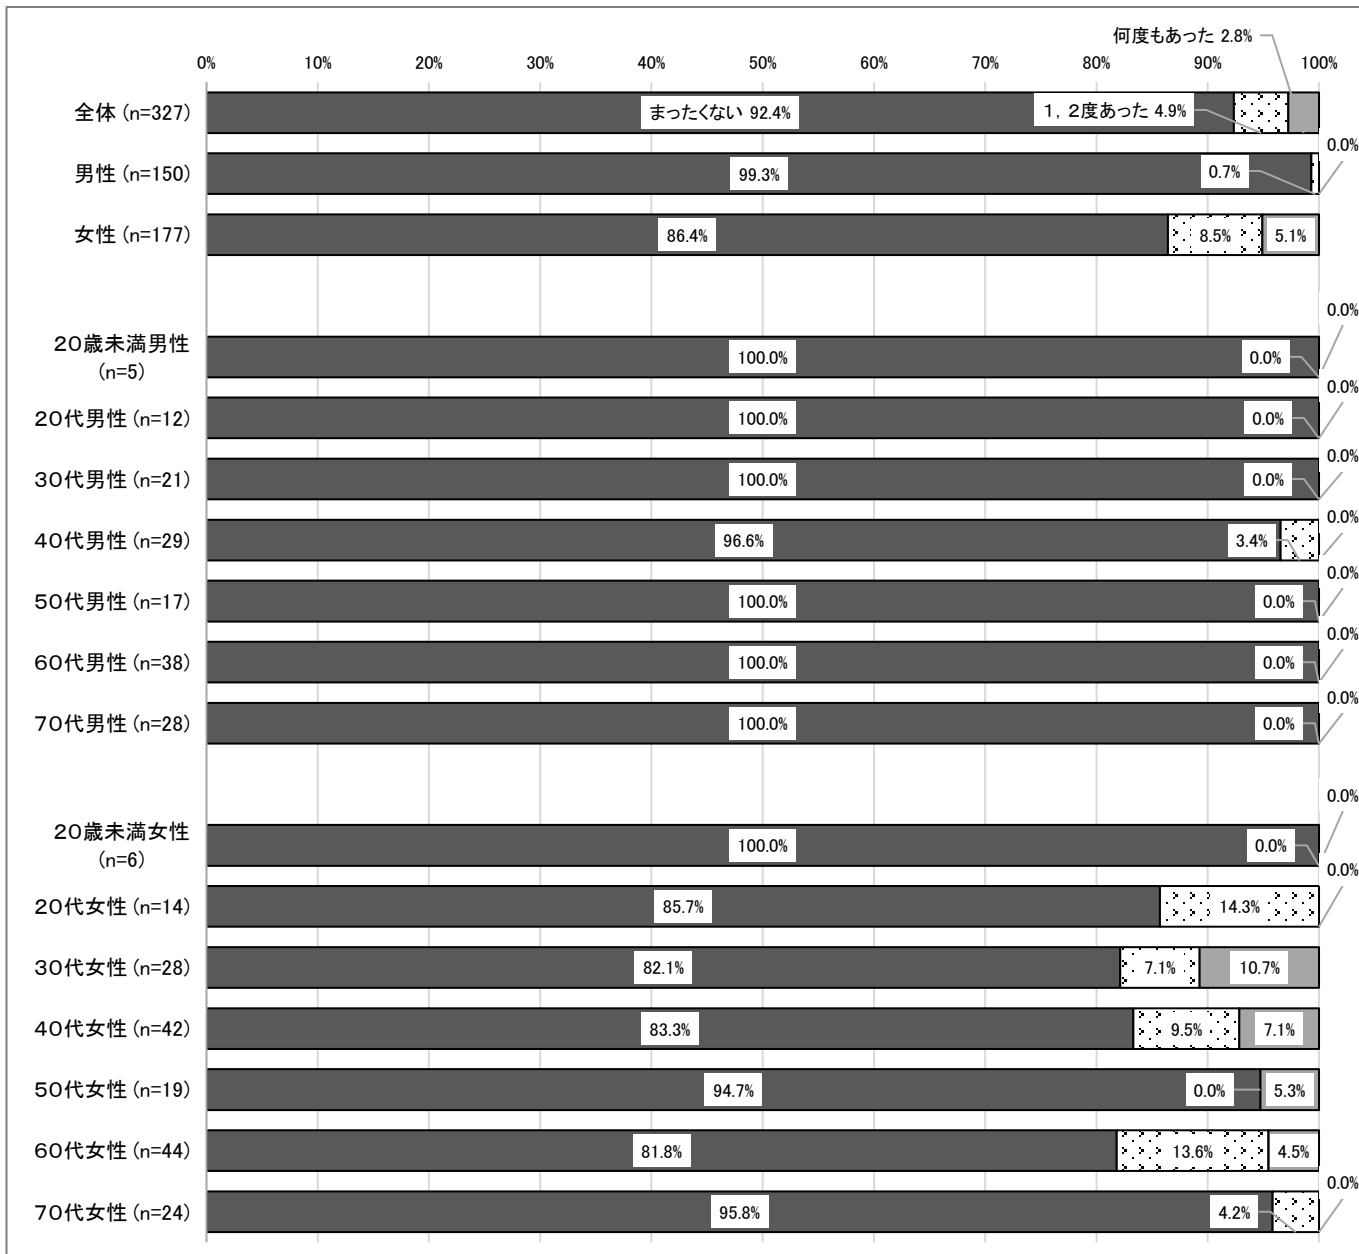 何度もあった 2.8%
0% 10% 20% 30% 40% 50% 60% 70% 80% 90% 100%
全体 (n=327) まったくない 92.4% 1，2度あった 4.9%
0.0%
男性 (n=150) 99.3% 0.7%
女性 (n=177) 86.4% 8.5% 5.1%
0.0%
20歳未満男性
(n=5)
100.0% 0.0%
0.0%
20代男性 (n=12) 100.0% 0.0%
0.0%
30代男性 (n=21) 100.0% 0.0%
0.0%
40代男性 (n=29) 96.6% 3.4%
0.0%
50代男性 (n=17) 100.0% 0.0%
0.0%
60代男性 (n=38) 100.0% 0.0%
0.0%
70代男性 (n=28) 100.0% 0.0%
0.0%
20歳未満女性
(n=6)
100.0% 0.0%
0.0%
20代女性 (n=14) 85.7% 14.3%
30代女性 (n=28) 82.1% 7.1% 10.7%
40代女性 (n=42) 83.3% 9.5% 7.1%
50代女性 (n=19) 94.7% 0.0% 5.3%
60代女性 (n=44) 81.8% 13.6% 4.5%
0.0%
70代女性 (n=24) 95.8% 4.2%